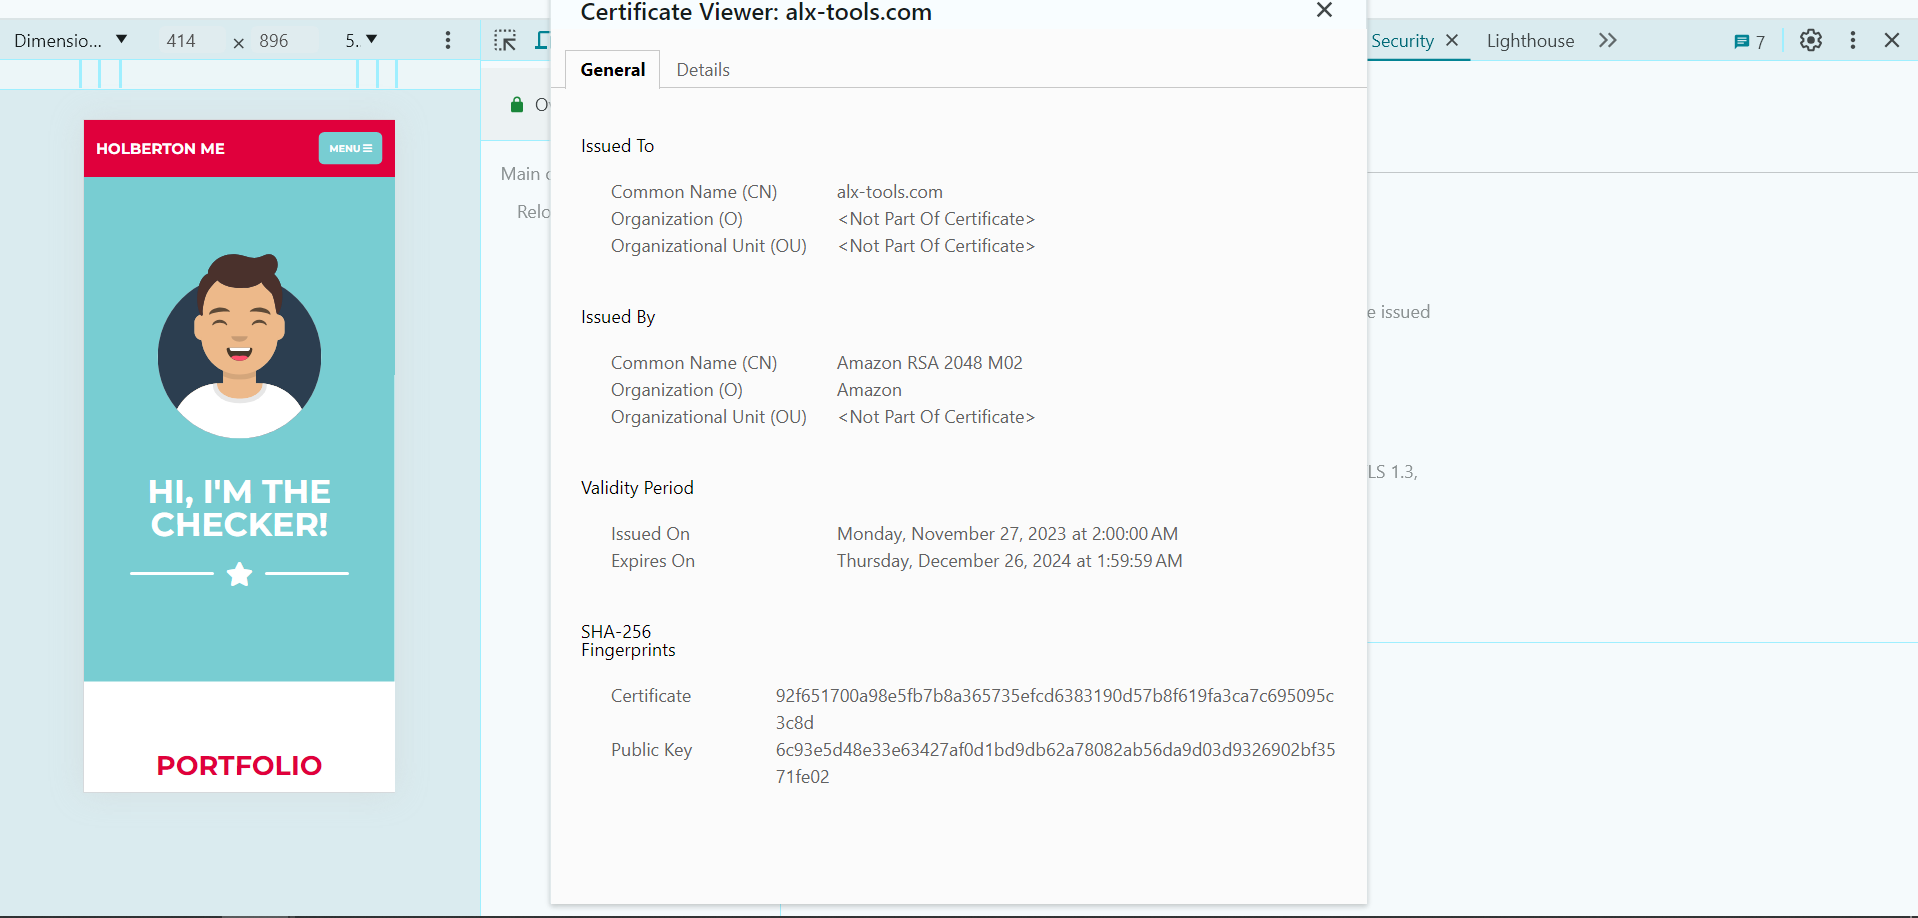 Certificate Viewer: alx-tools.com
Dimensio... 414 × 896 5.
Security Lighthouse 7
General Details
HOLBERTON ME
MENU
HI, I'M THE
CHECKER!
PORTFOLIO
Main
Relo
Issued To
Common Name (CN) alx-tools.com
Organization (O) <Not Part Of Certificate>
Organizational Unit (OU) <Not Part Of Certificate>
Issued By
Common Name (CN) Amazon RSA 2048 M02
Organization (O) Amazon
Organizational Unit (OU) <Not Part Of Certificate>
Validity Period
Issued On Monday, November 27, 2023 at 2:00:00 AM
Expires On Thursday, December 26, 2024 at 1:59:59 AM
SHA-256
Fingerprints
Certificate 92f651700a98e5fb7b8a365735efcd6383190d57b8f619fa3ca7c695095c
3c8d
Public Key 6c93e5d48e33e63427af0d1bd9db62a78082ab56da9d03d9326902bf35
71fe02
e issued
LS 1.3,